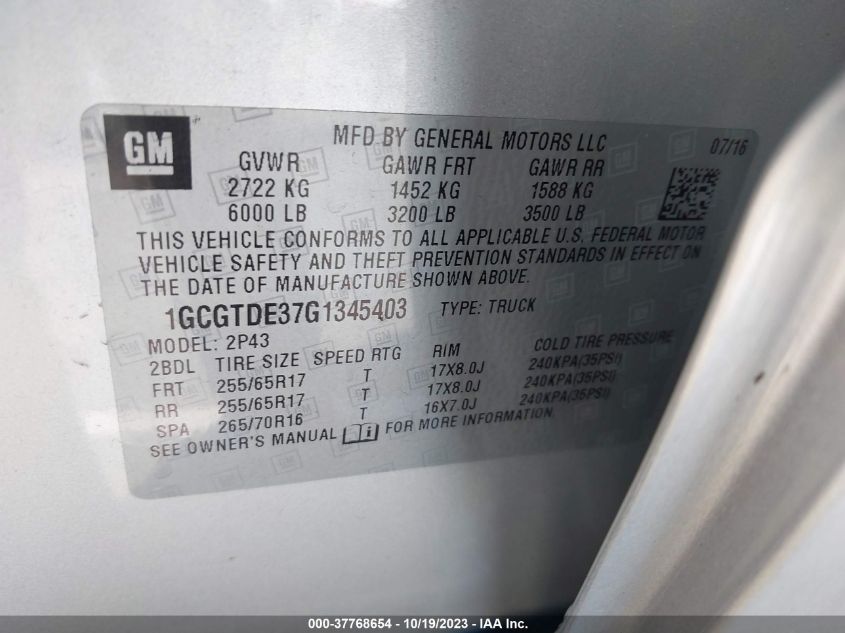 GM
MFD BY GENERAL MOTORS LLC 07/16
GVWR GAWR FRT GAWR RR
2722 KG 1452 KG 1588 KG
6000 LB 3200 LB 3500 LB
THIS VEHICLE CONFORMS TO ALL APPLICABLE U.S. FEDERAL MOTOR
VEHICLE SAFETY AND THEFT PREVENTION STANDARDS IN EFFECT ON
THE DATE OF MANUFACTURE SHOWN ABOVE.
1GCGTDE37G1345403 TYPE: TRUCK
MODEL: 2P43
2BDL TIRE SIZE SPEED RTG RIM COLD TIRE PRESSURE
FRT 255/65R17 T 17X8.0J 240KPA(35PSI)
RR 255/65R17 T 17X8.0J 240KPA(35PSI)
SPA 265/70R16 T 16X7.0J 240KPA(35PSI)
SEE OWNER'S MANUAL FOR MORE INFORMATION.
000-37768654 - 10/19/2023 - IAA Inc.